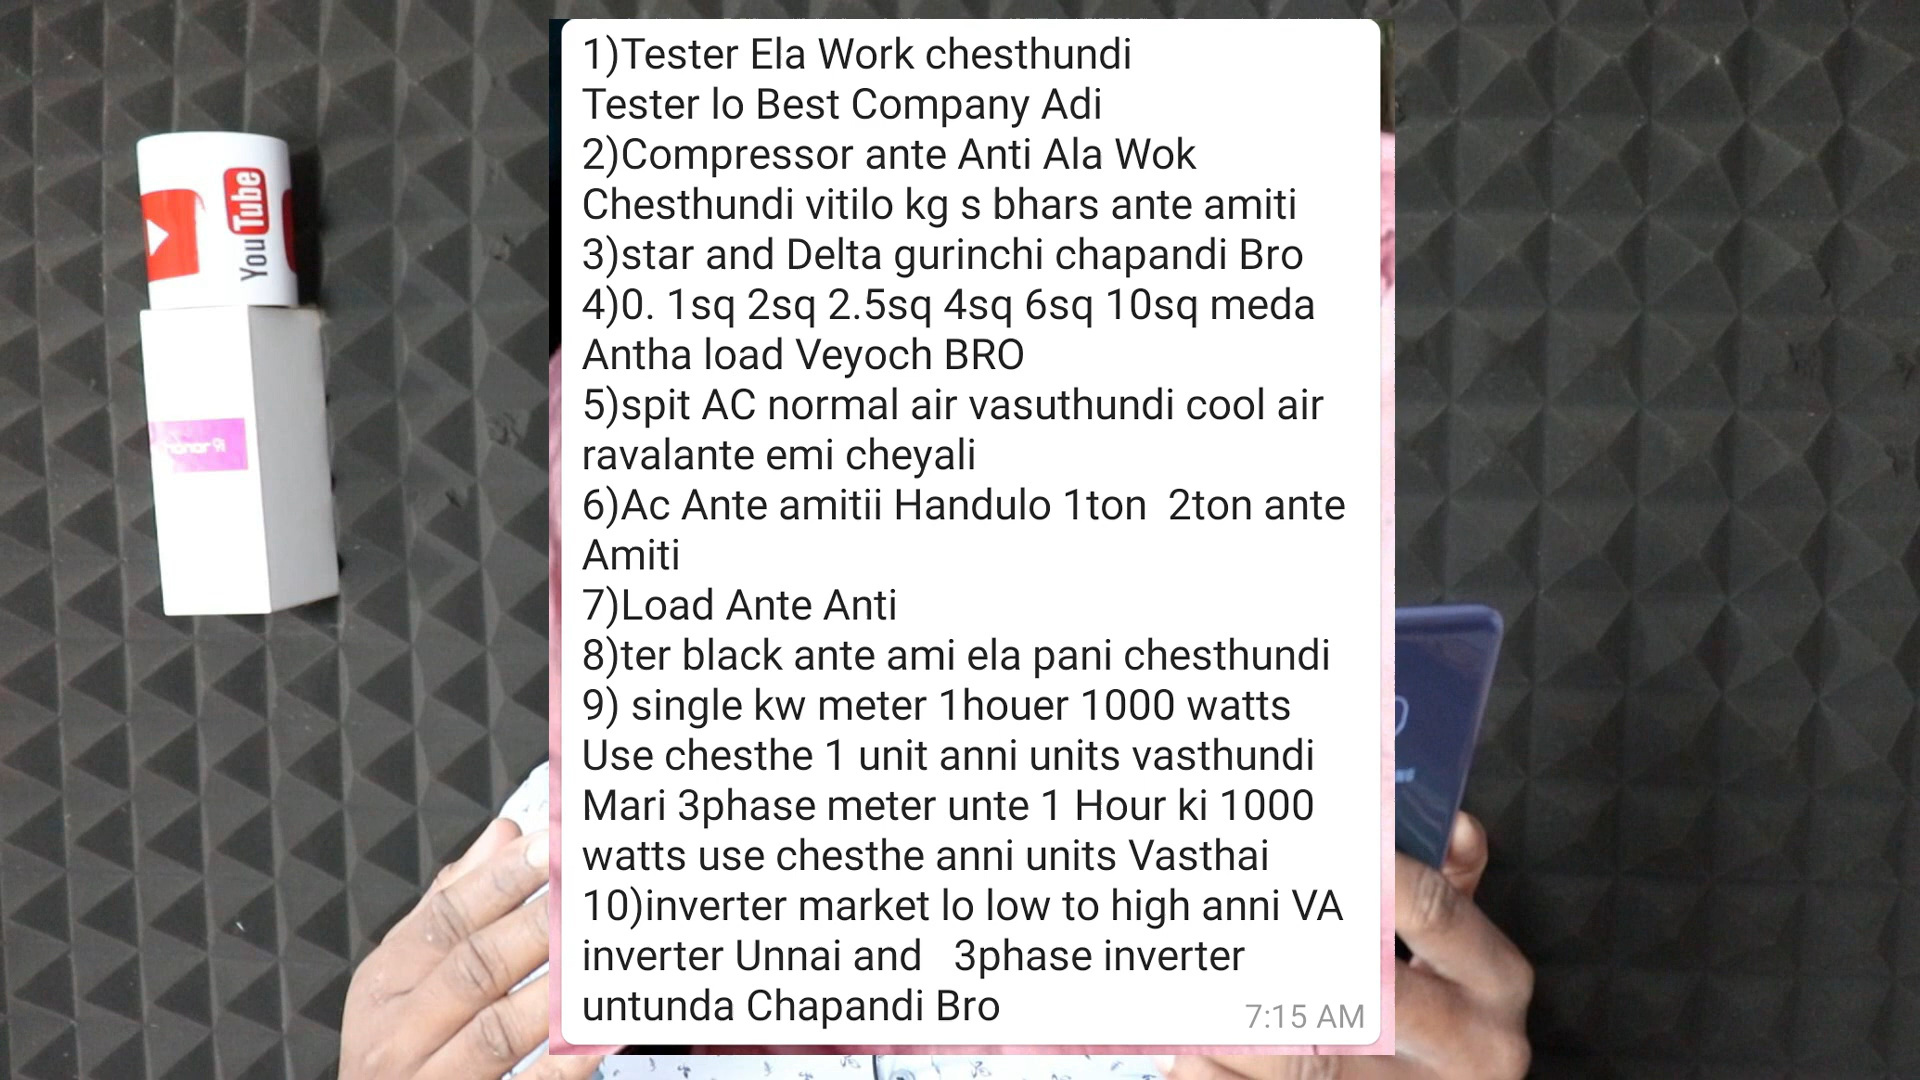 YouTube
honor 9i
1)Tester Ela Work chesthundi
Tester lo Best Company Adi
2)Compressor ante Anti Ala Wok
Chesthundi vitilo kg s bhars ante amiti
3)star and Delta gurinchi chapandi Bro
4)0. 1sq 2sq 2.5sq 4sq 6sq 10sq meda
Antha load Veyoch BRO
5)spit AC normal air vasuthundi cool air
ravalante emi cheyali
6)Ac Ante amitii Handulo 1ton  2ton ante
Amiti
7)Load Ante Anti
8)ter black ante ami ela pani chesthundi
9) single kw meter 1houer 1000 watts
Use chesthe 1 unit anni units vasthundi
Mari 3phase meter unte 1 Hour ki 1000
watts use chesthe anni units Vasthai
10)inverter market lo low to high anni VA
inverter Unnai and   3phase inverter
untunda Chapandi Bro
7:15 AM